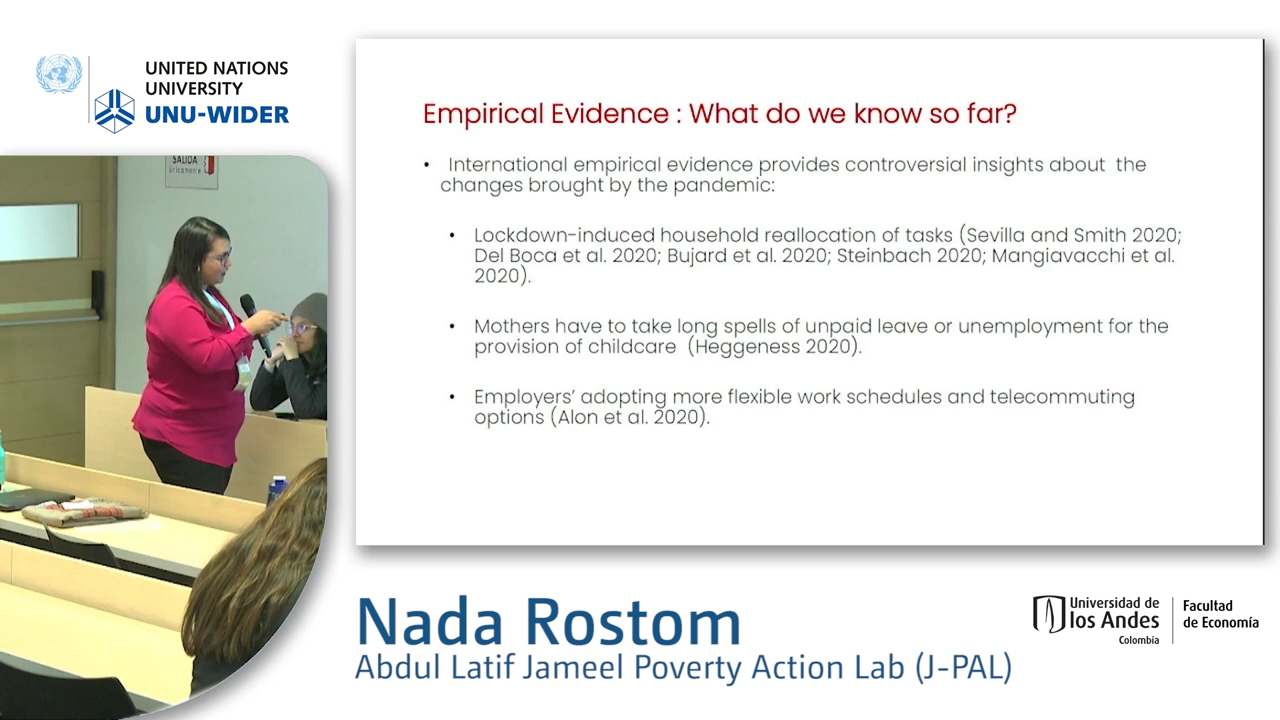 UNITED NATIONS
UNIVERSITY
UNU-WIDER
SALIDA
únicamente
Empirical Evidence : What do we know so far?
• International empirical evidence provides controversial insights about the
changes brought by the pandemic:
• Lockdown-induced household reallocation of tasks (Sevilla and Smith 2020;
Del Boca et al. 2020; Bujard et al. 2020; Steinbach 2020; Mangiavacchi et al.
2020).
• Mothers have to take long spells of unpaid leave or unemployment for the
provision of childcare (Heggeness 2020).
• Employers’ adopting more flexible work schedules and telecommuting
options (Alon et al. 2020).
Nada Rostom
Abdul Latif Jameel Poverty Action Lab (J-PAL)
Universidad de
los Andes
Colombia
Facultad
de Economía